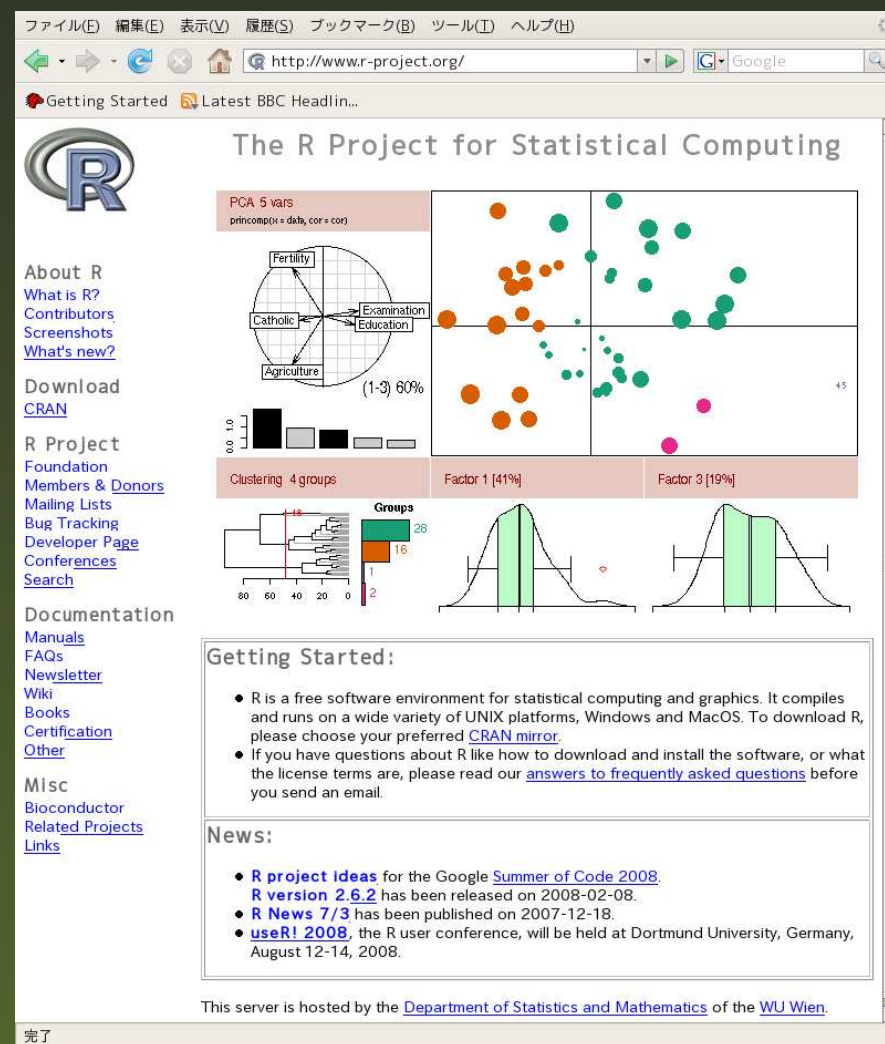 ファイル(F) 編集(E) 表示(V) 履歴(S) ブックマーク(B) ツール(T) ヘルプ(H)
http://www.r-project.org/
G Google
Getting Started Latest BBC Headlin...
R
The R Project for Statistical Computing
PCA 5 vars
princomp(x = data, cor = cor)
Fertility
Catholic
Examination
Education
Agriculture
(1-3) 60%
0.0 1.0
45
Clustering 4 groups
Factor 1 [41%]
Factor 3 [19%]
18
Groups
28
16
1
2
80 60 40 20 0
About R
What is R?
Contributors
Screenshots
What's new?
Download
CRAN
R Project
Foundation
Members & Donors
Mailing Lists
Bug Tracking
Developer Page
Conferences
Search
Documentation
Manuals
FAQs
Newsletter
Wiki
Books
Certification
Other
Misc
Bioconductor
Related Projects
Links
Getting Started:
R is a free software environment for statistical computing and graphics. It compiles
and runs on a wide variety of UNIX platforms, Windows and MacOS. To download R,
please choose your preferred CRAN mirror.
If you have questions about R like how to download and install the software, or what
the license terms are, please read our answers to frequently asked questions before
you send an email.
News:
R project ideas for the Google Summer of Code 2008.
R version 2.6.2 has been released on 2008-02-08.
R News 7/3 has been published on 2007-12-18.
useR! 2008, the R user conference, will be held at Dortmund University, Germany,
August 12-14, 2008.
This server is hosted by the Department of Statistics and Mathematics of the WU Wien.
完了